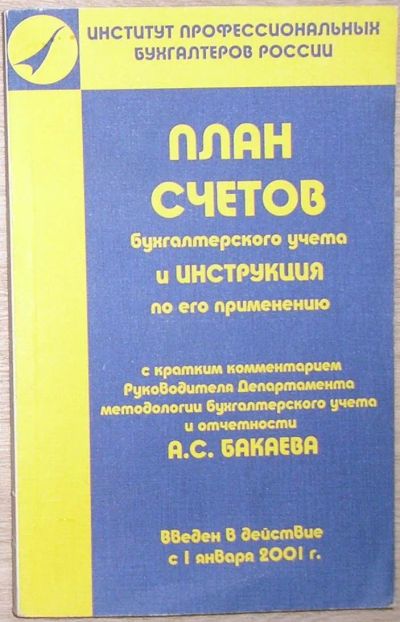 ИНСТИТУТ ПРОФЕССИОНАЛЬНЫХ
БУХГАЛТЕРОВ РОССИИ
ПЛАН
СЧЕТОВ
бухгалтерского учета
и ИНСТРУКЦИЯ
по его применению
с кратким комментарием
Руководителя Департамента
методологии бухгалтерского учета
и отчетности
А.С. БАКАЕВА
Введен в действие
с 1 января 2001 г.